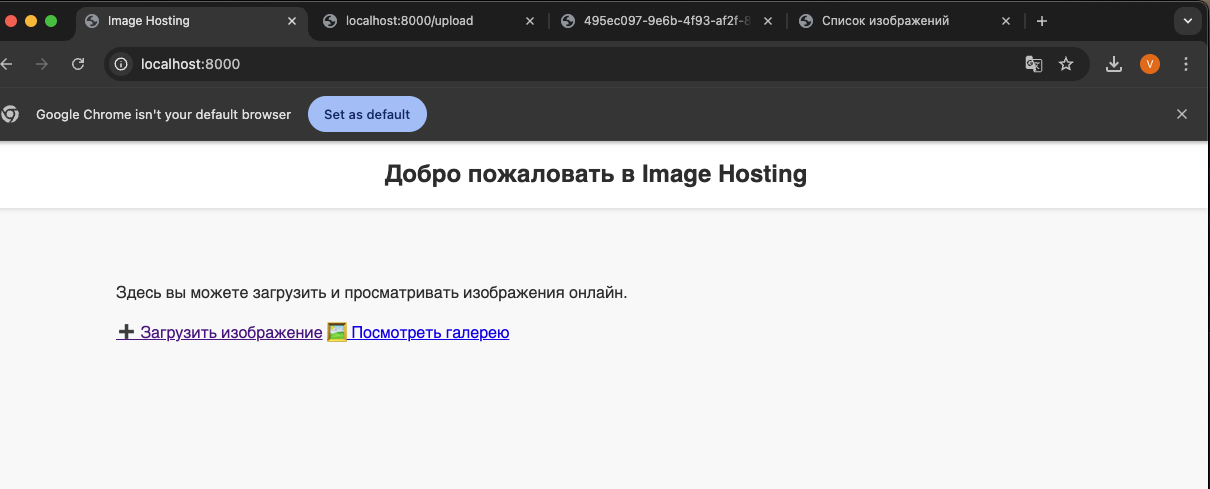 Image Hosting
localhost:8000/upload
495ec097-9e6b-4f93-af2f-8
Список изображений
localhost:8000
V
Google Chrome isn't your default browser
Set as default
Добро пожаловать в Image Hosting
Здесь вы можете загрузить и просматривать изображения онлайн.
➕ Загрузить изображение 🖼️ Посмотреть галерею